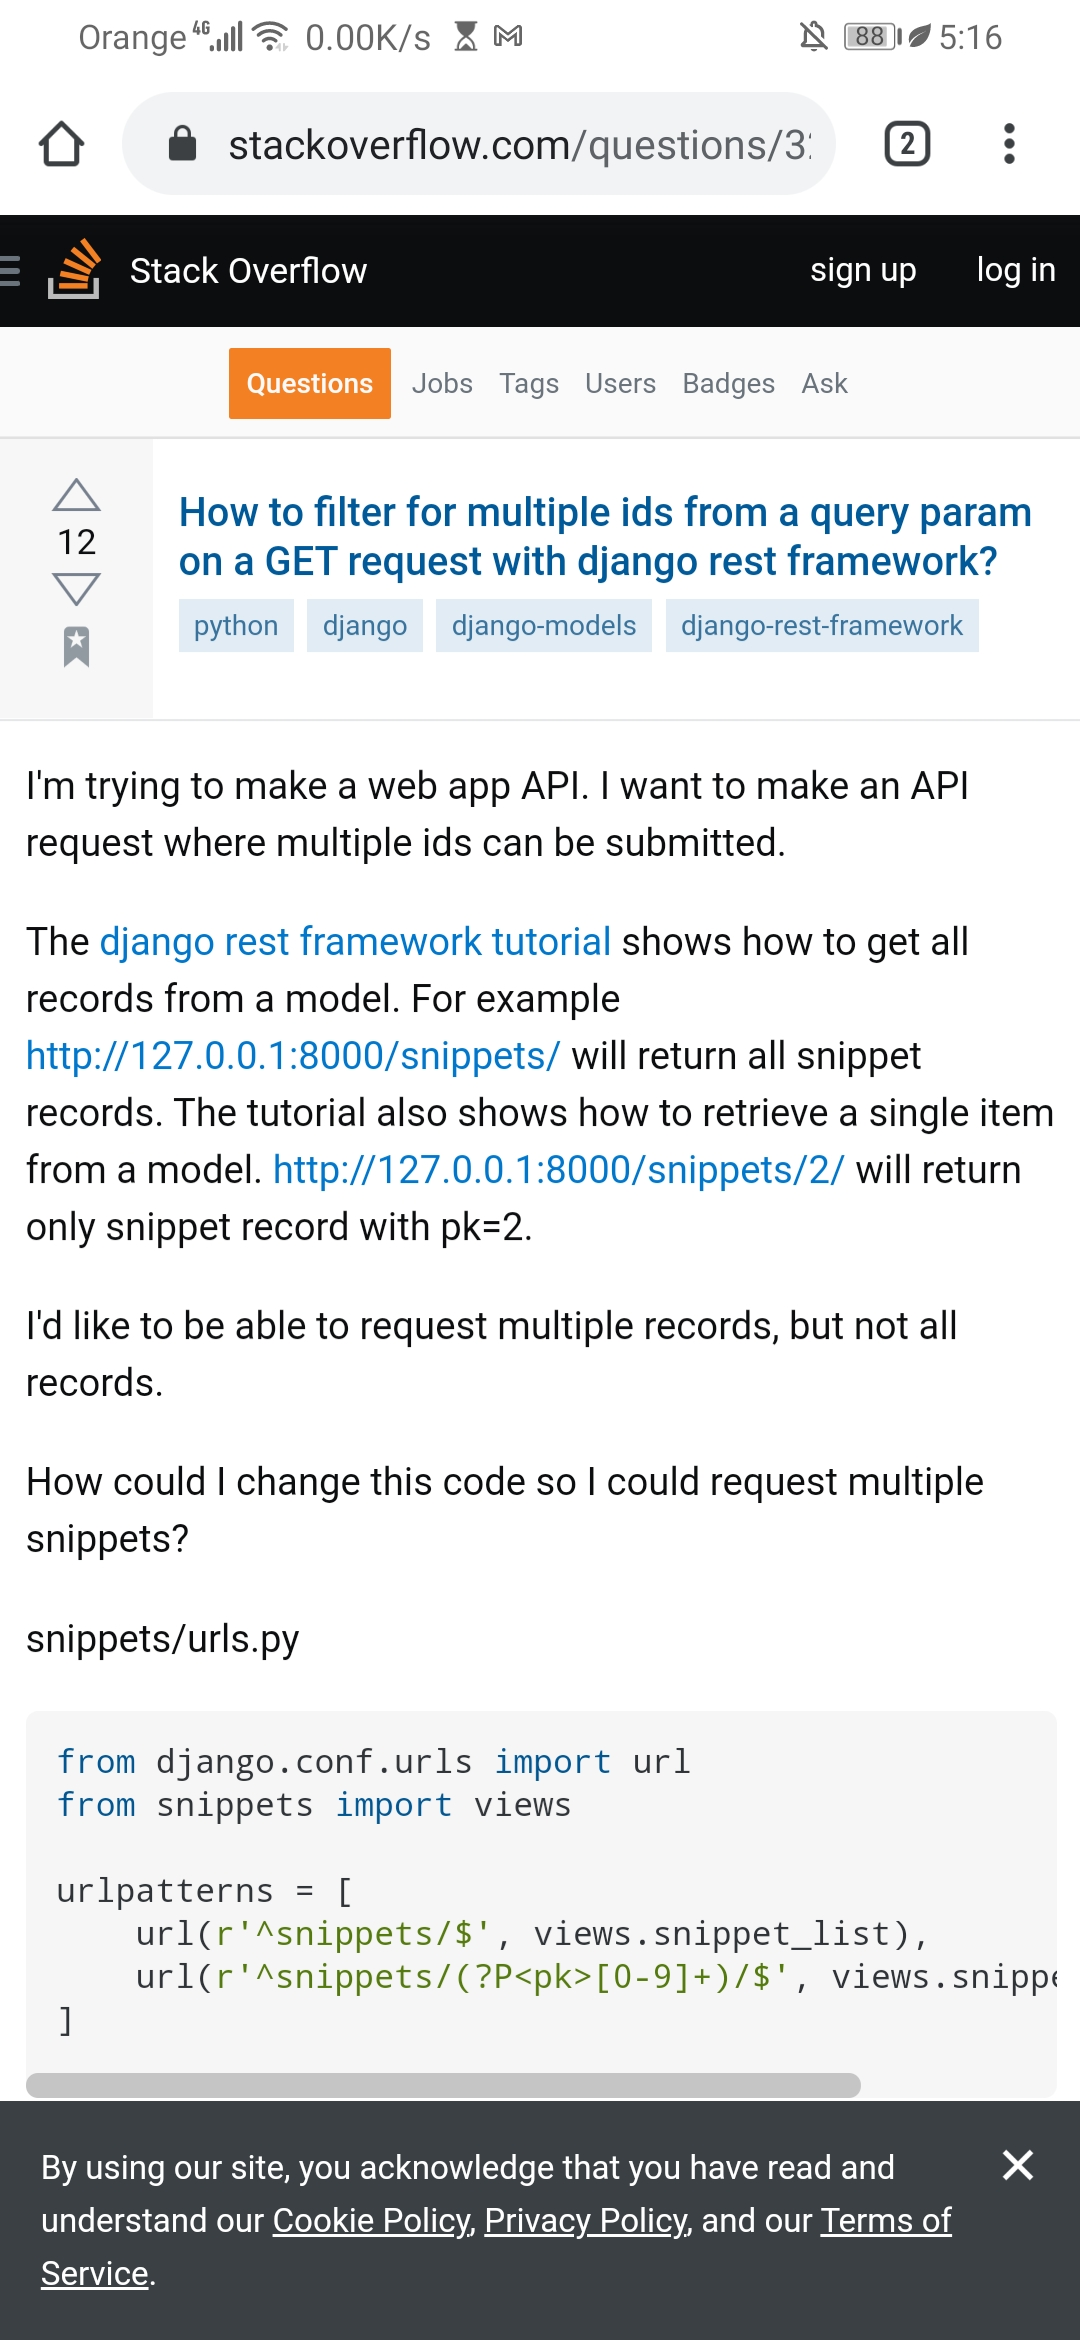 Orange 4G 0.00K/s 88 5:16
stackoverflow.com/questions/3
2
Stack Overflow sign up log in
Questions Jobs Tags Users Badges Ask
12
How to filter for multiple ids from a query param
on a GET request with django rest framework?
python django django-models django-rest-framework
I'm trying to make a web app API. I want to make an API
request where multiple ids can be submitted.
The django rest framework tutorial shows how to get all
records from a model. For example
http://127.0.0.1:8000/snippets/ will return all snippet
records. The tutorial also shows how to retrieve a single item
from a model. http://127.0.0.1:8000/snippets/2/ will return
only snippet record with pk=2.
I'd like to be able to request multiple records, but not all
records.
How could I change this code so I could request multiple
snippets?
snippets/urls.py
from django.conf.urls import url
from snippets import views
urlpatterns = [
    url(r'^snippets/$', views.snippet_list),
    url(r'^snippets/(?P<pk>[0-9]+)/$', views.snippe
]
By using our site, you acknowledge that you have read and
understand our Cookie Policy, Privacy Policy, and our Terms of
Service.